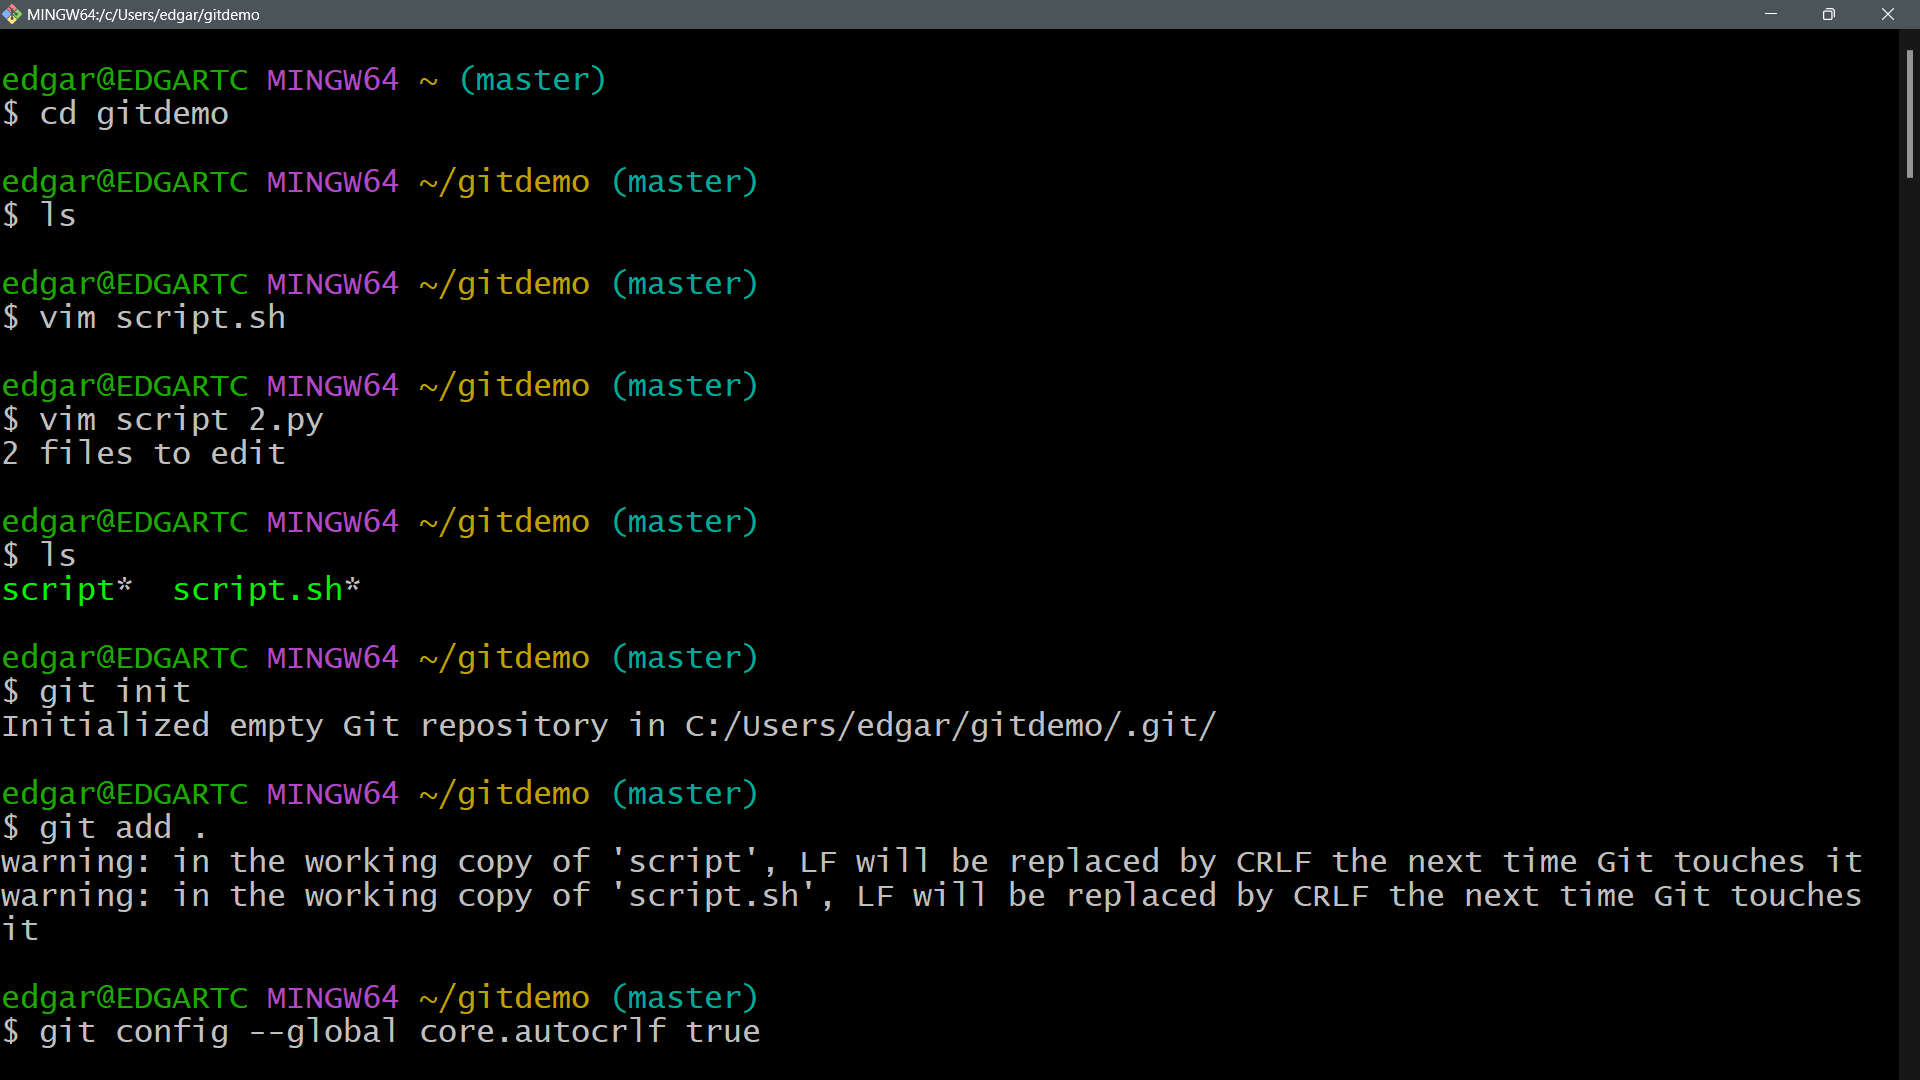 MINGW64:/c/Users/edgar/gitdemo
edgar@EDGARTC MINGW64 ~ (master)
$ cd gitdemo
edgar@EDGARTC MINGW64 ~/gitdemo (master)
$ ls
edgar@EDGARTC MINGW64 ~/gitdemo (master)
$ vim script.sh
edgar@EDGARTC MINGW64 ~/gitdemo (master)
$ vim script 2.py
2 files to edit
edgar@EDGARTC MINGW64 ~/gitdemo (master)
$ ls
script*  script.sh*
edgar@EDGARTC MINGW64 ~/gitdemo (master)
$ git init
Initialized empty Git repository in C:/Users/edgar/gitdemo/.git/
edgar@EDGARTC MINGW64 ~/gitdemo (master)
$ git add .
warning: in the working copy of 'script', LF will be replaced by CRLF the next time Git touches it
warning: in the working copy of 'script.sh', LF will be replaced by CRLF the next time Git touches
it
edgar@EDGARTC MINGW64 ~/gitdemo (master)
$ git config --global core.autocrlf true